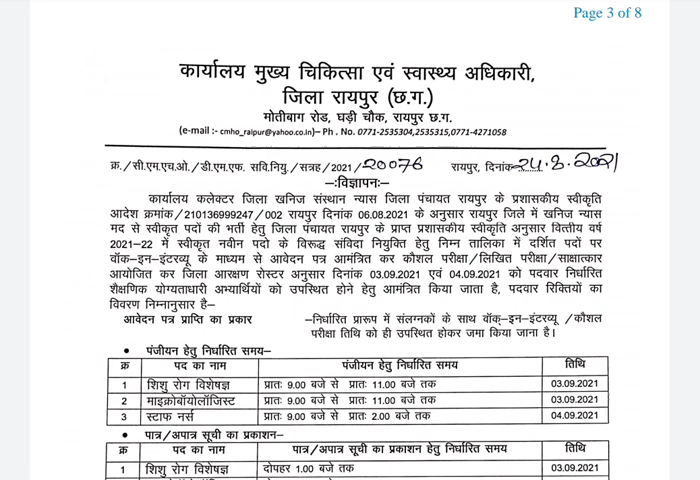 Page 3 of 8
कार्यालय मुख्य चिकित्सा एवं स्वास्थ्य अधिकारी,
जिला रायपुर (छ.ग.)
मोतीबाग रोड, घड़ी चौक, रायपुर छ.ग.
(e-mail :- cmho_raipur@yahoo.co.in)– Ph . No. 0771-2535304,2535315,0771-4271058
क्र./सी.एम.एच.ओ./डी.एम.एफ. सवि.नियु./सत्रह/2021/20076 रायपुर, दिनांक 24.8.2021
–:विज्ञापन:–
कार्यालय कलेक्टर जिला खनिज संस्थान न्यास जिला पंचायत रायपुर के प्रशासकीय स्वीकृति
आदेश क्रमांक/210136999247/002 रायपुर दिनांक 06.08.2021 के अनुसार रायपुर जिले में खनिज न्यास
मद से स्वीकृत पदों की भर्ती हेतु जिला पंचायत रायपुर के प्राप्त प्रशासकीय स्वीकृति अनुसार वित्तीय वर्ष
2021-22 में स्वीकृत नवीन पदो के विरूद्ध संविदा नियुक्ति हेतु निम्न तालिका में दर्शित पदों पर
वॉक-इन-इंटरव्यू के माध्यम से आवेदन पत्र आमंत्रित कर कौशल परीक्षा/लिखित परीक्षा/साक्षात्कार
आयोजित कर जिला आरक्षण रोस्टर अनुसार दिनांक 03.09.2021 एवं 04.09.2021 को पदवार निर्धारित
शैक्षणिक योग्यताधारी अभ्यार्थियों को उपस्थित होने हेतु आमंत्रित किया जाता है, पदवार रिक्तियों का
विवरण निम्नानुसार है–
आवेदन पत्र प्राप्ति का प्रकार –निर्धारित प्रारूप में संलग्नकों के साथ वॉक-इन-इंटरव्यू /कौशल
परीक्षा तिथि को ही उपस्थित होकर जमा किया जाना है।
• पंजीयन हेतु निर्धारित समय–
क्र पद का नाम पंजीयन हेतु निर्धारित समय तिथि
1 शिशु रोग विशेषज्ञ प्रातः 9.00 बजे से प्रातः 11.00 बजे तक 03.09.2021
2 माइक्रोबायोलॉजिस्ट प्रातः 9.00 बजे से प्रातः 11.00 बजे तक 03.09.2021
3 स्टाफ नर्स प्रातः 9.00 बजे से प्रातः 2.00 बजे तक 04.09.2021
• पात्र/अपात्र सूची का प्रकाशन–
क्र पद का नाम पात्र/अपात्र सूची का प्रकाशन हेतु निर्धारित समय तिथि
1 शिशु रोग विशेषज्ञ दोपहर 1.00 बजे तक 03.09.2021